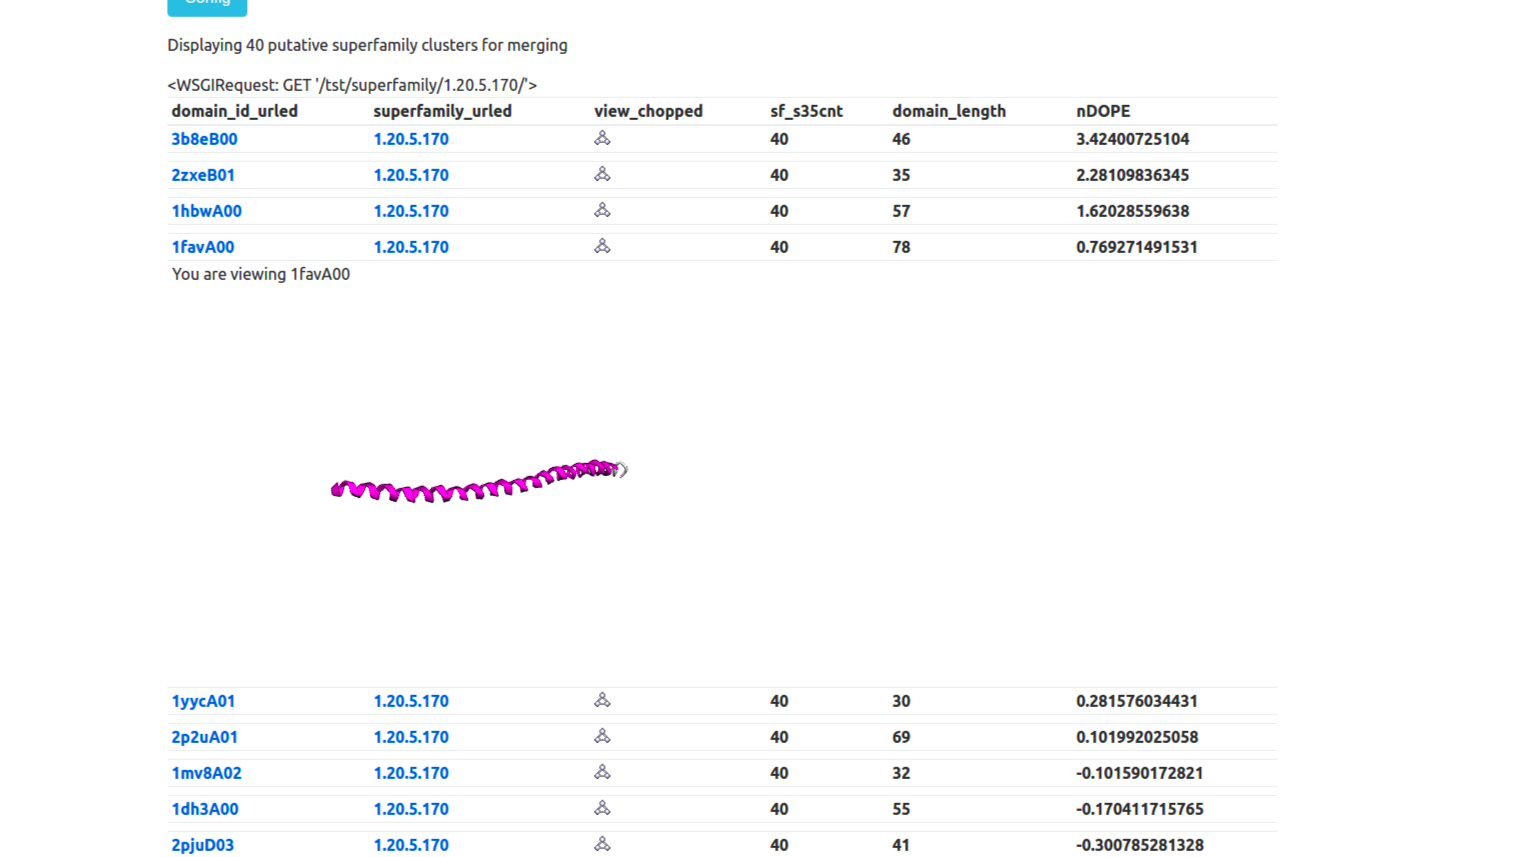 Config
Displaying 40 putative superfamily clusters for merging
<WSGIRequest: GET '/tst/superfamily/1.20.5.170/'>
domain_id_urled superfamily_urled view_chopped sf_s35cnt domain_length nDOPE
3b8eB00 1.20.5.170 40 46 3.42400725104
2zxeB01 1.20.5.170 40 35 2.28109836345
1hbwA00 1.20.5.170 40 57 1.62028559638
1favA00 1.20.5.170 40 78 0.769271491531
You are viewing 1favA00
1yycA01 1.20.5.170 40 30 0.281576034431
2p2uA01 1.20.5.170 40 69 0.101992025058
1mv8A02 1.20.5.170 40 32 -0.101590172821
1dh3A00 1.20.5.170 40 55 -0.170411715765
2pjuD03 1.20.5.170 40 41 -0.300785281328